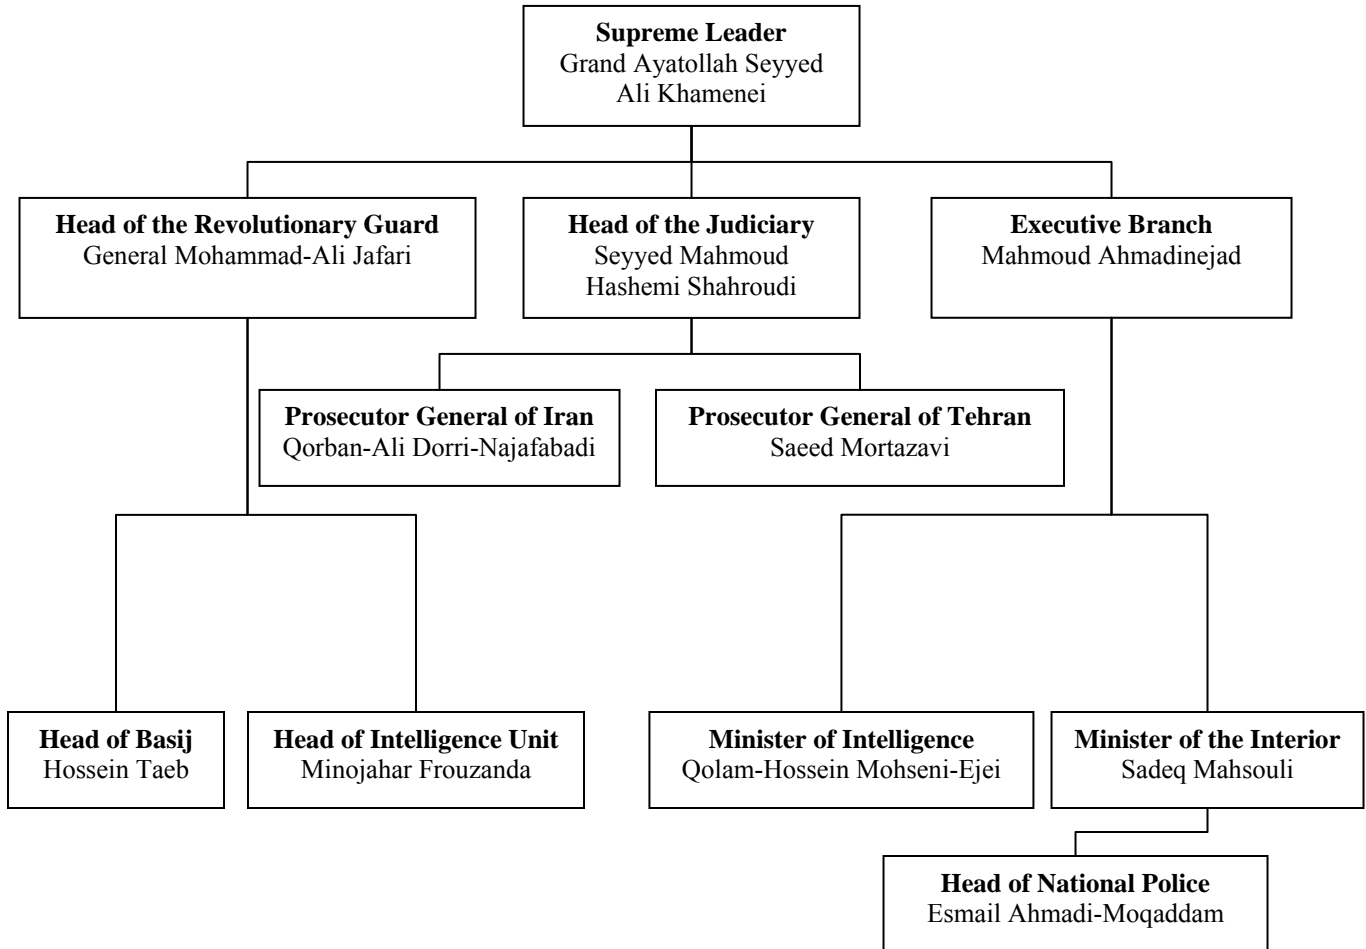 Supreme Leader
Grand Ayatollah Seyyed
Ali Khamenei
Head of the Revolutionary Guard
General Mohammad-Ali Jafari
Head of the Judiciary
Seyyed Mahmoud
Hashemi Shahroudi
Executive Branch
Mahmoud Ahmadinejad
Prosecutor General of Iran
Qorban-Ali Dorri-Najafabadi
Prosecutor General of Tehran
Saeed Mortazavi
Head of Basij
Hossein Taeb
Head of Intelligence Unit
Minojahar Frouzanda
Minister of Intelligence
Qolam-Hossein Mohseni-Ejei
Minister of the Interior
Sadeq Mahsouli
Head of National Police
Esmail Ahmadi-Moqaddam